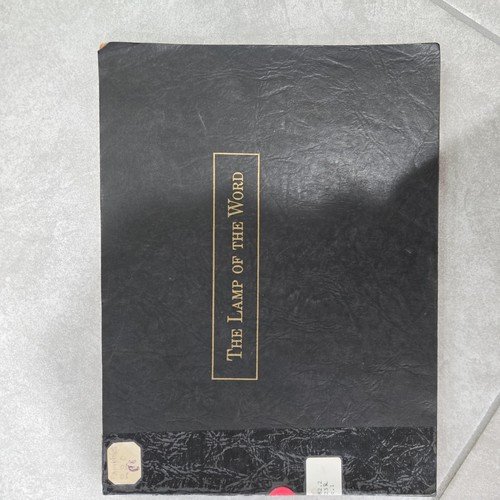 THE LAMP OF THE WORD